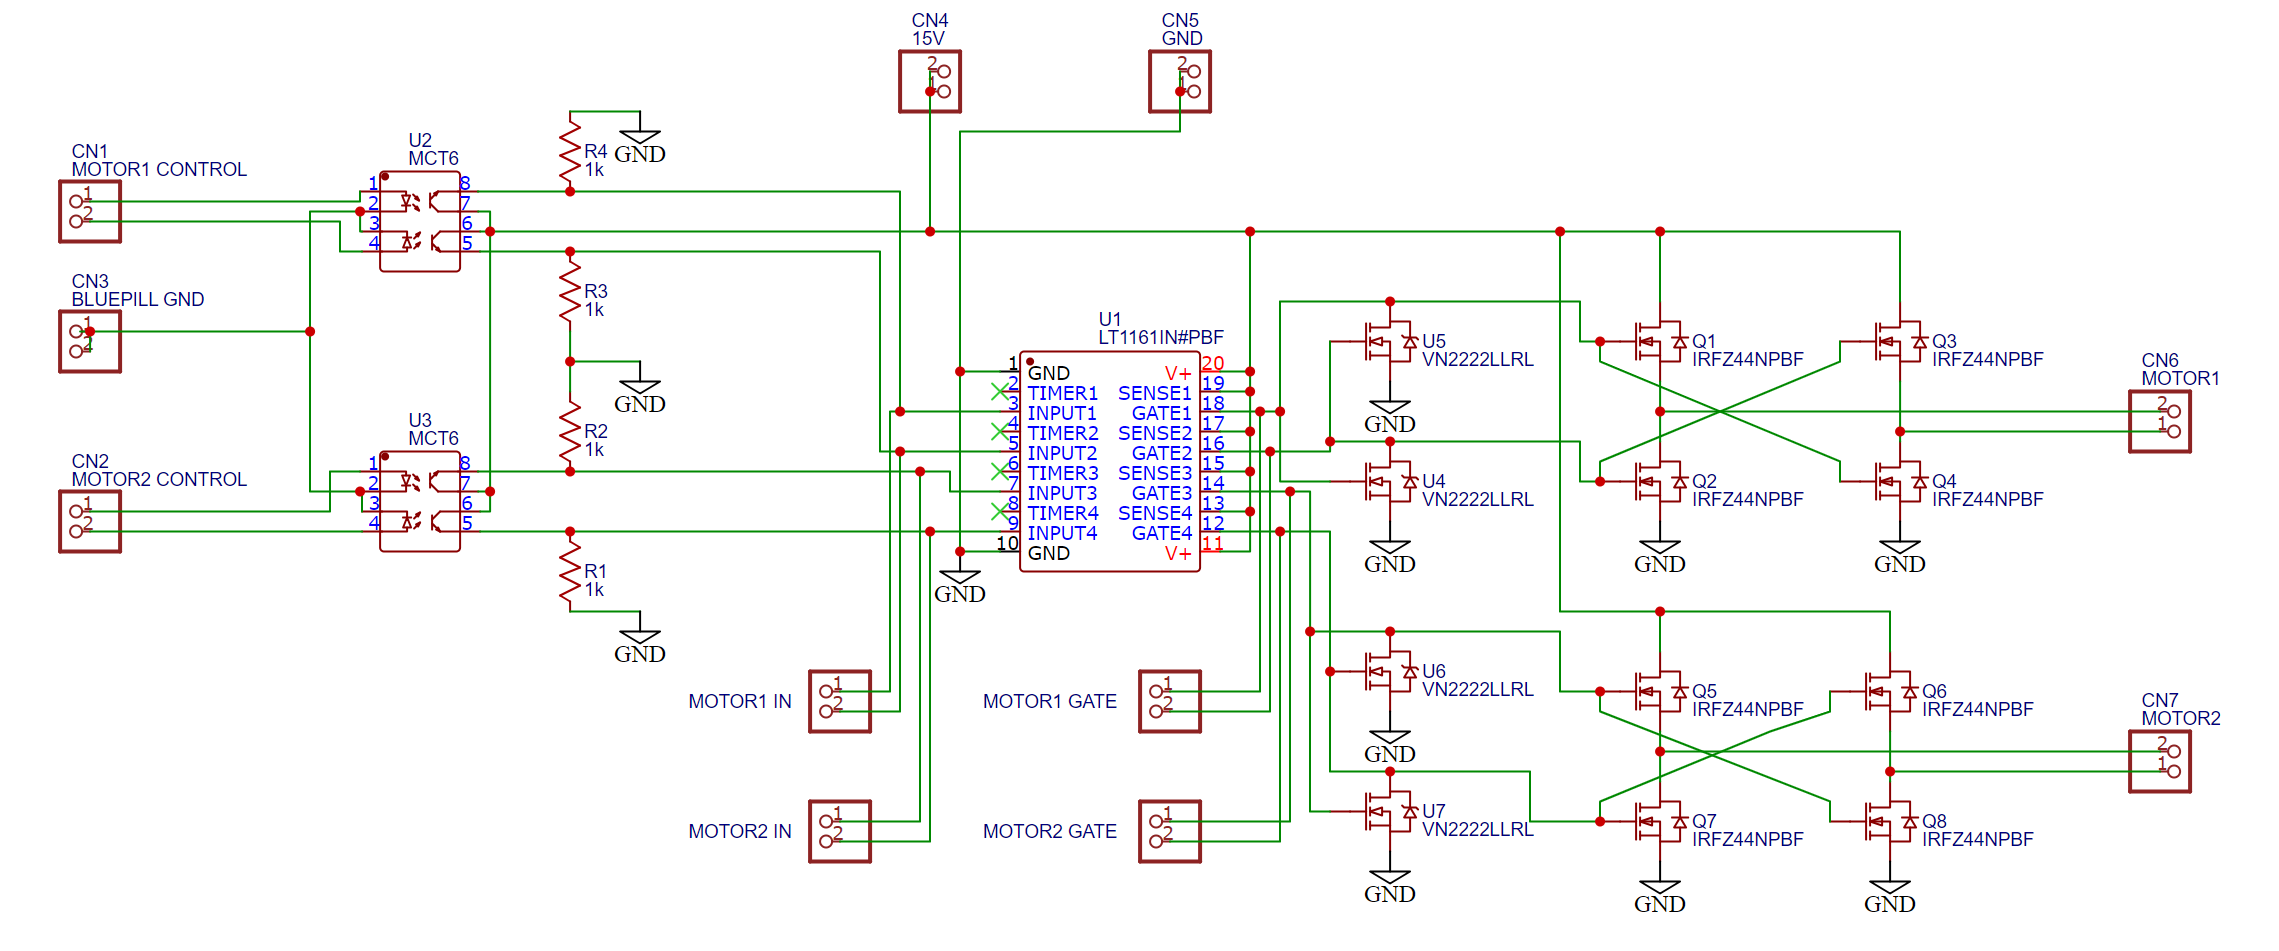 CN4
15V
2
1
CN5
GND
2
1
CN1
MOTOR1 CONTROL
1
2
U2
MCT6
1
2
3
4
8
7
6
5
R4
1k
GND
CN3
BLUEPILL GND
1
2
R3
1k
GND
R2
1k
CN2
MOTOR2 CONTROL
1
2
U3
MCT6
1
2
3
4
8
7
6
5
R1
1k
GND
U1
LT1161IN#PBF
1 GND
2 TIMER1
3 INPUT1
4 TIMER2
5 INPUT2
6 TIMER3
7 INPUT3
8 TIMER4
9 INPUT4
10 GND
V+ 20
SENSE1 19
GATE1 18
SENSE2 17
GATE2 16
SENSE3 15
GATE3 14
SENSE4 13
GATE4 12
V+ 11
GND
MOTOR1 IN
1
2
MOTOR2 IN
1
2
MOTOR1 GATE
1
2
MOTOR2 GATE
1
2
U5
VN2222LLRL
GND
U4
VN2222LLRL
GND
U6
VN2222LLRL
GND
U7
VN2222LLRL
GND
Q1
IRFZ44NPBF
Q3
IRFZ44NPBF
Q2
IRFZ44NPBF
GND
Q4
IRFZ44NPBF
GND
CN6
MOTOR1
2
1
Q5
IRFZ44NPBF
Q6
IRFZ44NPBF
Q7
IRFZ44NPBF
GND
Q8
IRFZ44NPBF
GND
CN7
MOTOR2
2
1